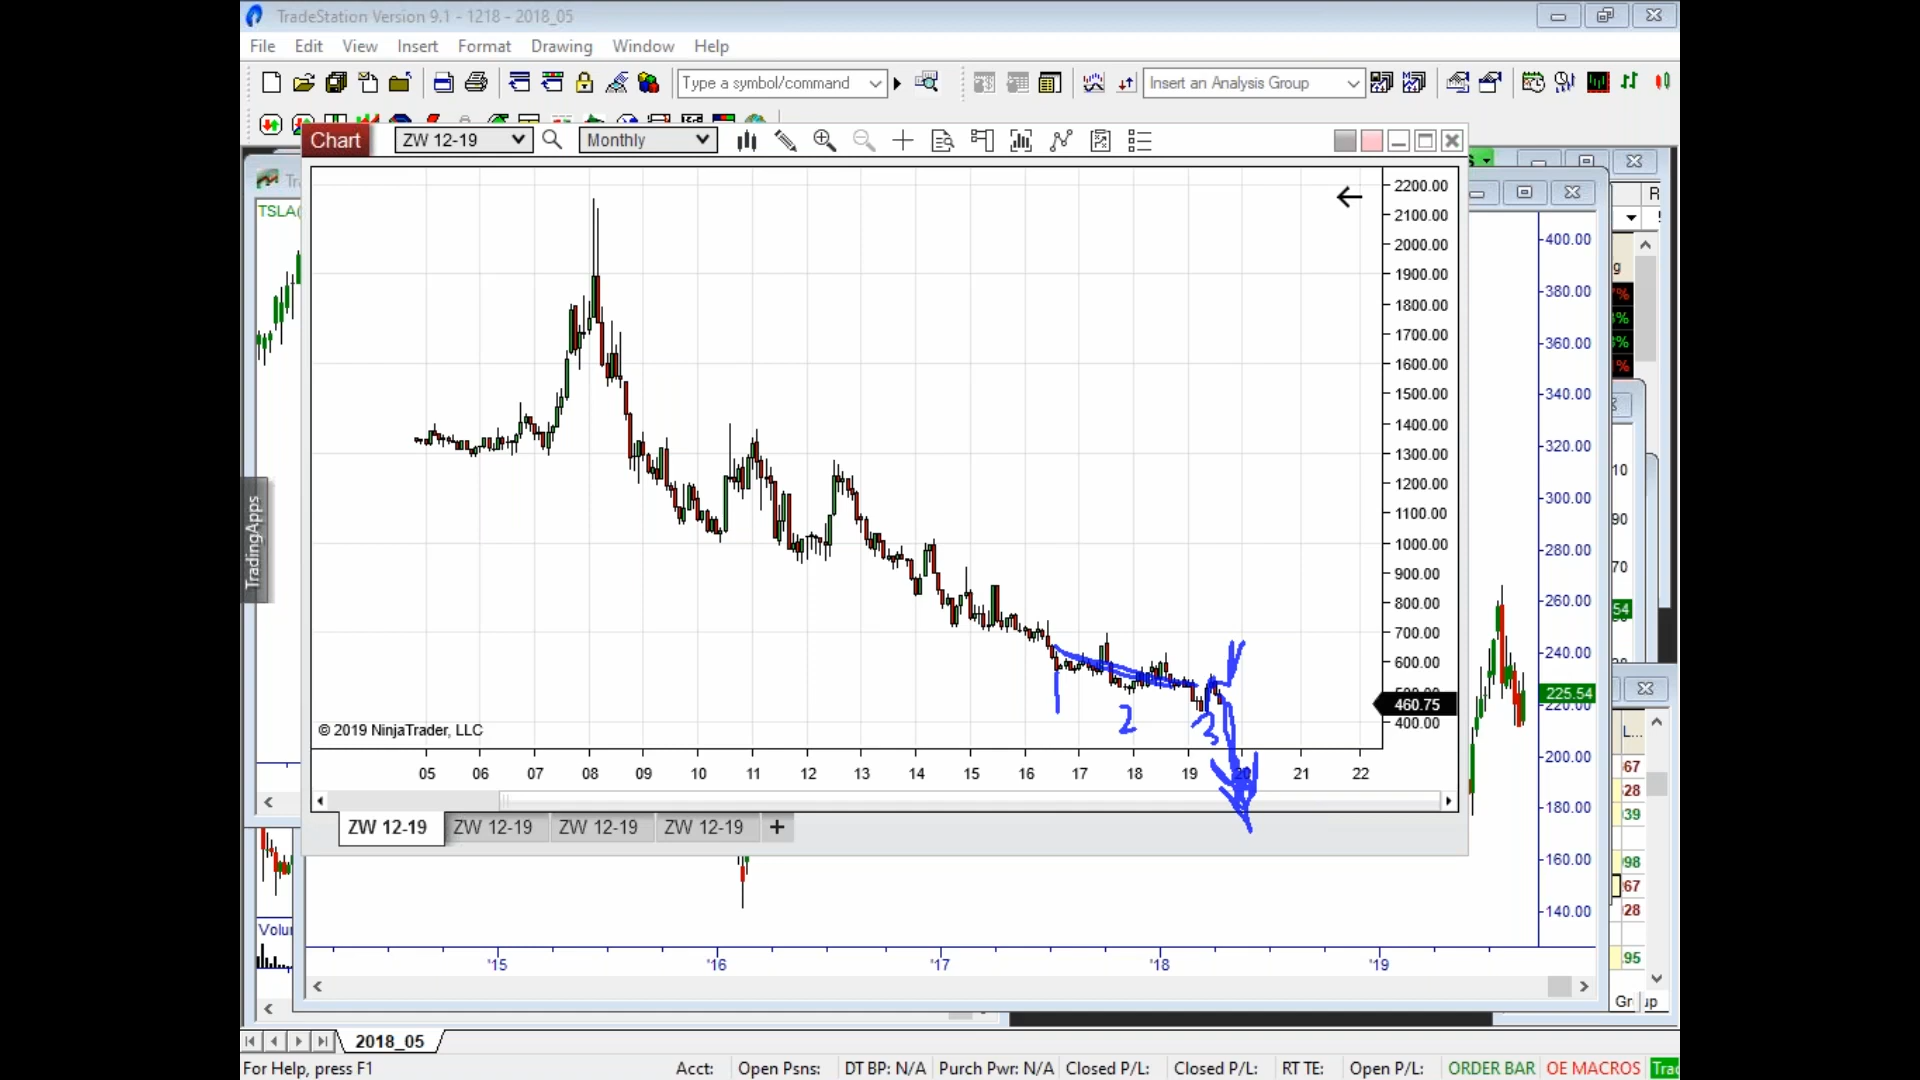 TradeStation Version 9.1 - 1218 - 2018_05
File Edit View Insert Format Drawing Window Help
Type a symbol/command
Insert an Analysis Group
Chart
ZW 12-19
Monthly
TSLA(
2200.00
2100.00
2000.00
1900.00
1800.00
1700.00
1600.00
1500.00
1400.00
1300.00
1200.00
1100.00
1000.00
900.00
800.00
700.00
600.00
460.75
400.00
TradingApps
1
2
3
© 2019 NinjaTrader, LLC
05 06 07 08 09 10 11 12 13 14 15 16 17 18 19 20 21 22
ZW 12-19 ZW 12-19 ZW 12-19 ZW 12-19 +
400.00
380.00
360.00
340.00
320.00
300.00
280.00
260.00
240.00
225.54
220.00
200.00
180.00
160.00
140.00
'15 '16 '17 '18 '19
2018_05
For Help, press F1
Acct: Open Psns: DT BP: N/A Purch Pwr: N/A Closed P/L: Closed P/L: RT TE: Open P/L: ORDER BAR OE MACROS